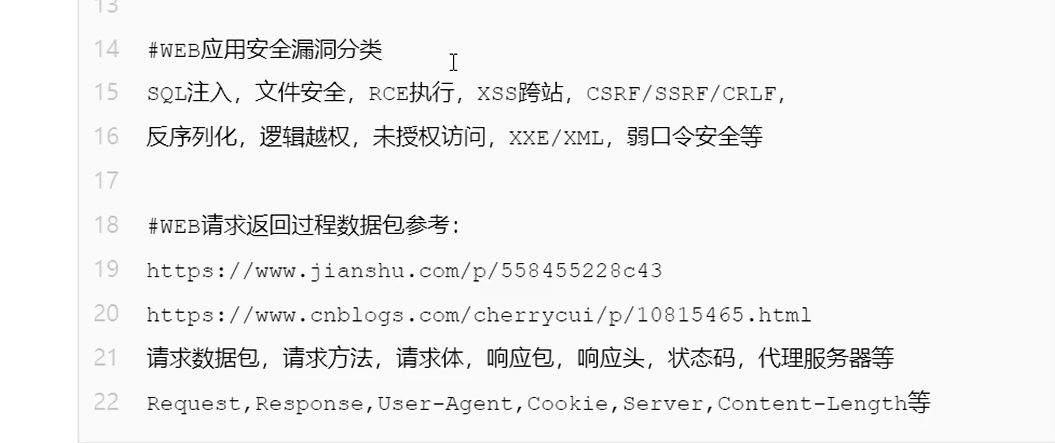 13
14 #WEB应用安全漏洞分类
15 SQL注入，文件安全，RCE执行，XSS跨站，CSRF/SSRF/CRLF，
16 反序列化，逻辑越权，未授权访问，XXE/XML，弱口令安全等
17
18 #WEB请求返回过程数据包参考：
19 https://www.jianshu.com/p/558455228c43
20 https://www.cnblogs.com/cherrycui/p/10815465.html
21 请求数据包，请求方法，请求体，响应包，响应头，状态码，代理服务器等
22 Request,Response,User-Agent,Cookie,Server,Content-Length等